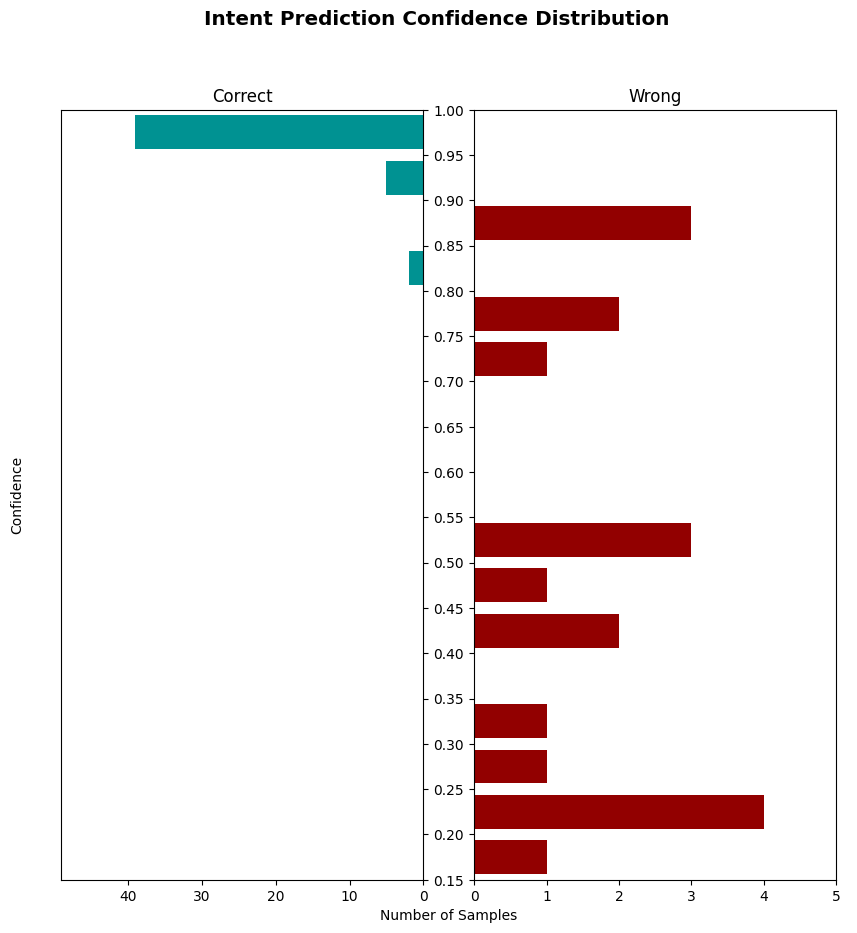 Intent Prediction Confidence Distribution
Correct
Wrong
Confidence
1.00
0.95
0.90
0.85
0.80
0.75
0.70
0.65
0.60
0.55
0.50
0.45
0.40
0.35
0.30
0.25
0.20
0.15
40 30 20 10 0
0 1 2 3 4 5
Number of Samples